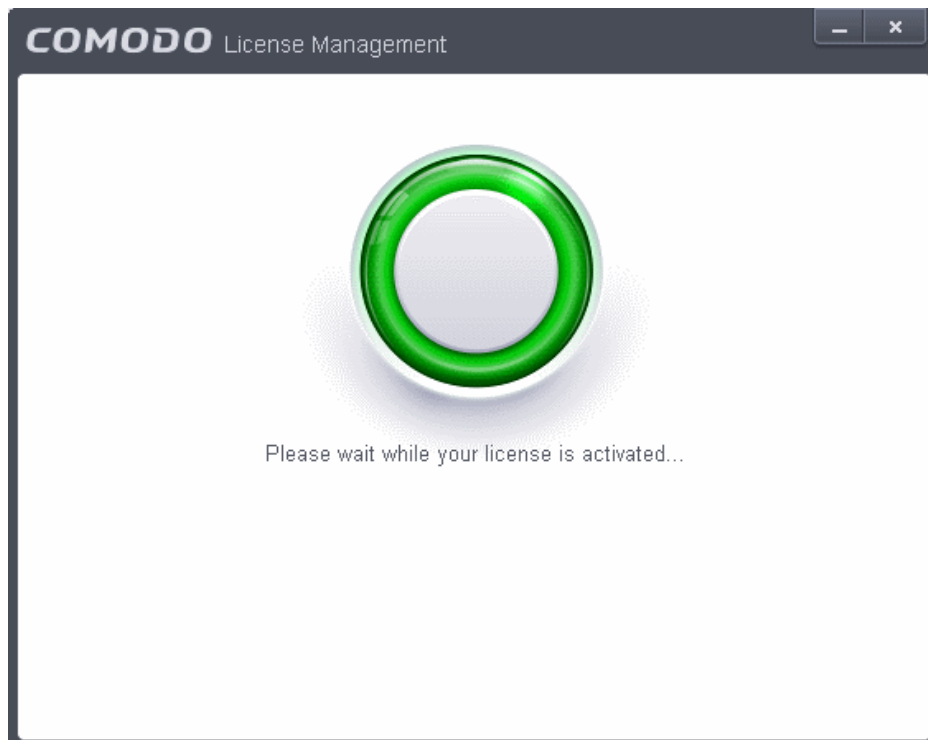 COMODO License Management
Please wait while your license is activated...